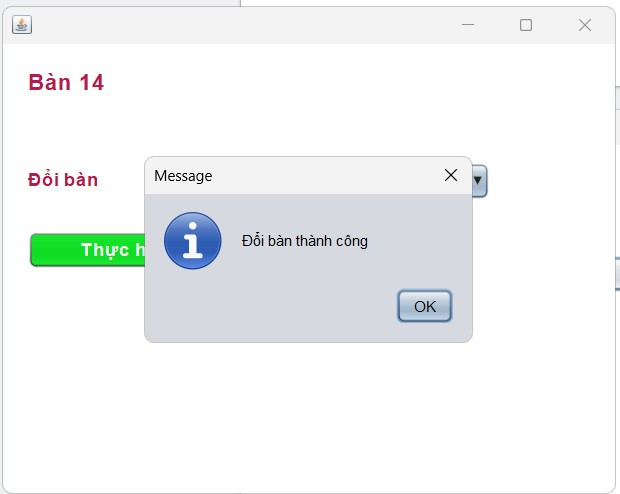 Bàn 14
Đổi bàn
Message
Thực h
Đổi bàn thành công
OK